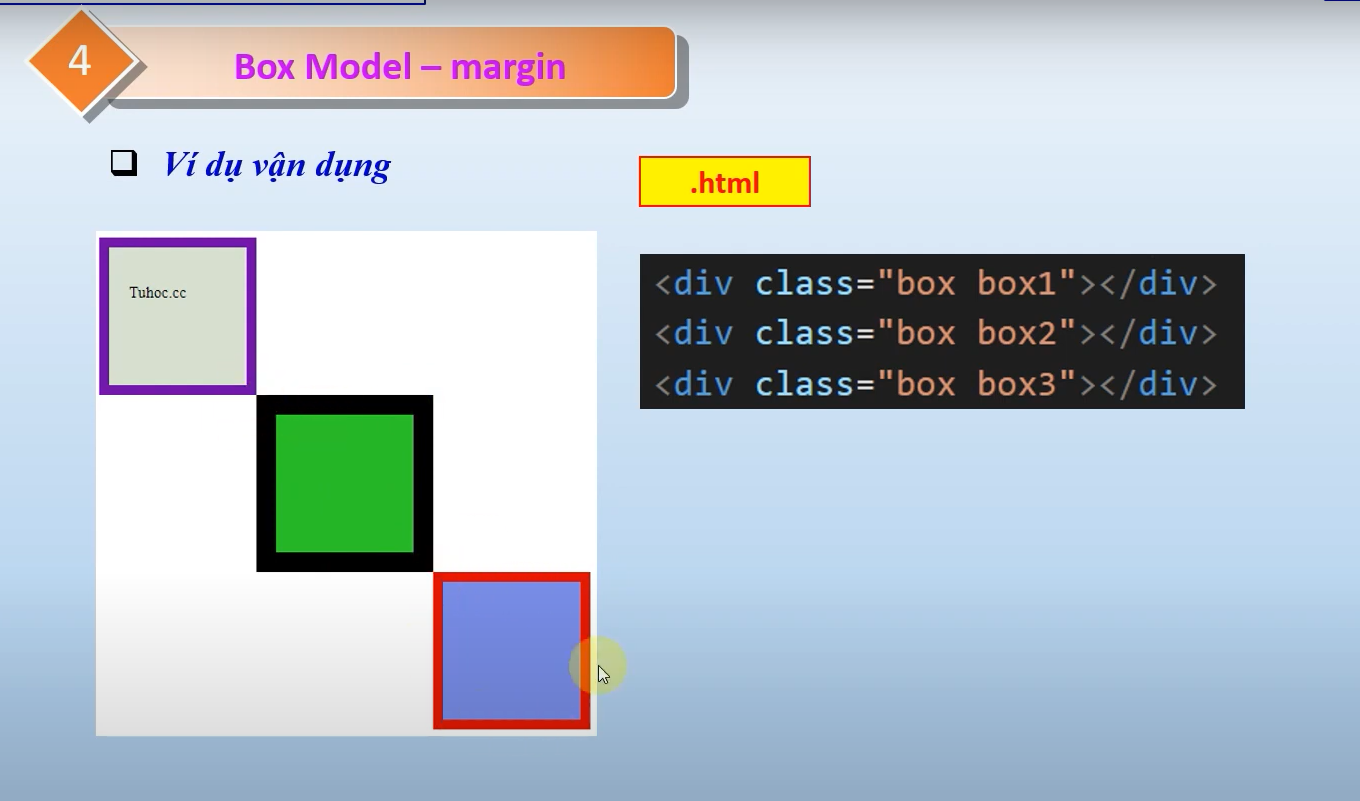 4
Box Model – margin
Ví dụ vận dụng
.html
Tuhoc.cc
<div class="box box1"></div>
<div class="box box2"></div>
<div class="box box3"></div>